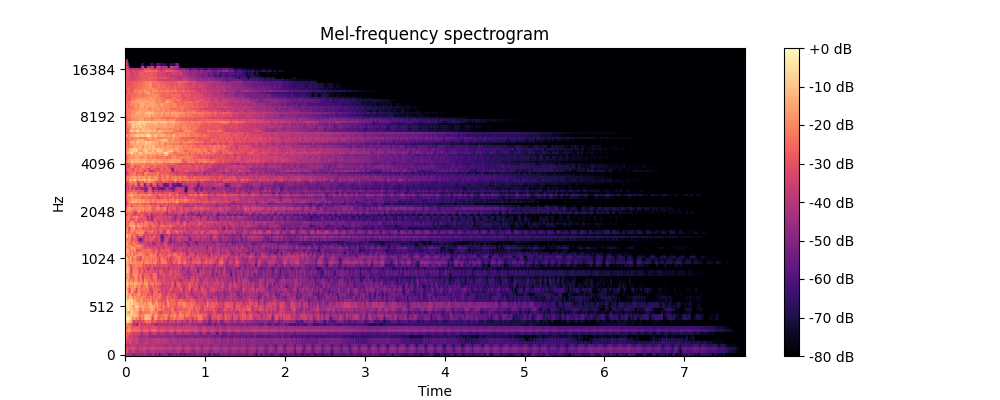 Mel-frequency spectrogram
Hz
16384
8192
4096
2048
1024
512
0
0 1 2 3 4 5 6 7
Time
+0 dB
-10 dB
-20 dB
-30 dB
-40 dB
-50 dB
-60 dB
-70 dB
-80 dB